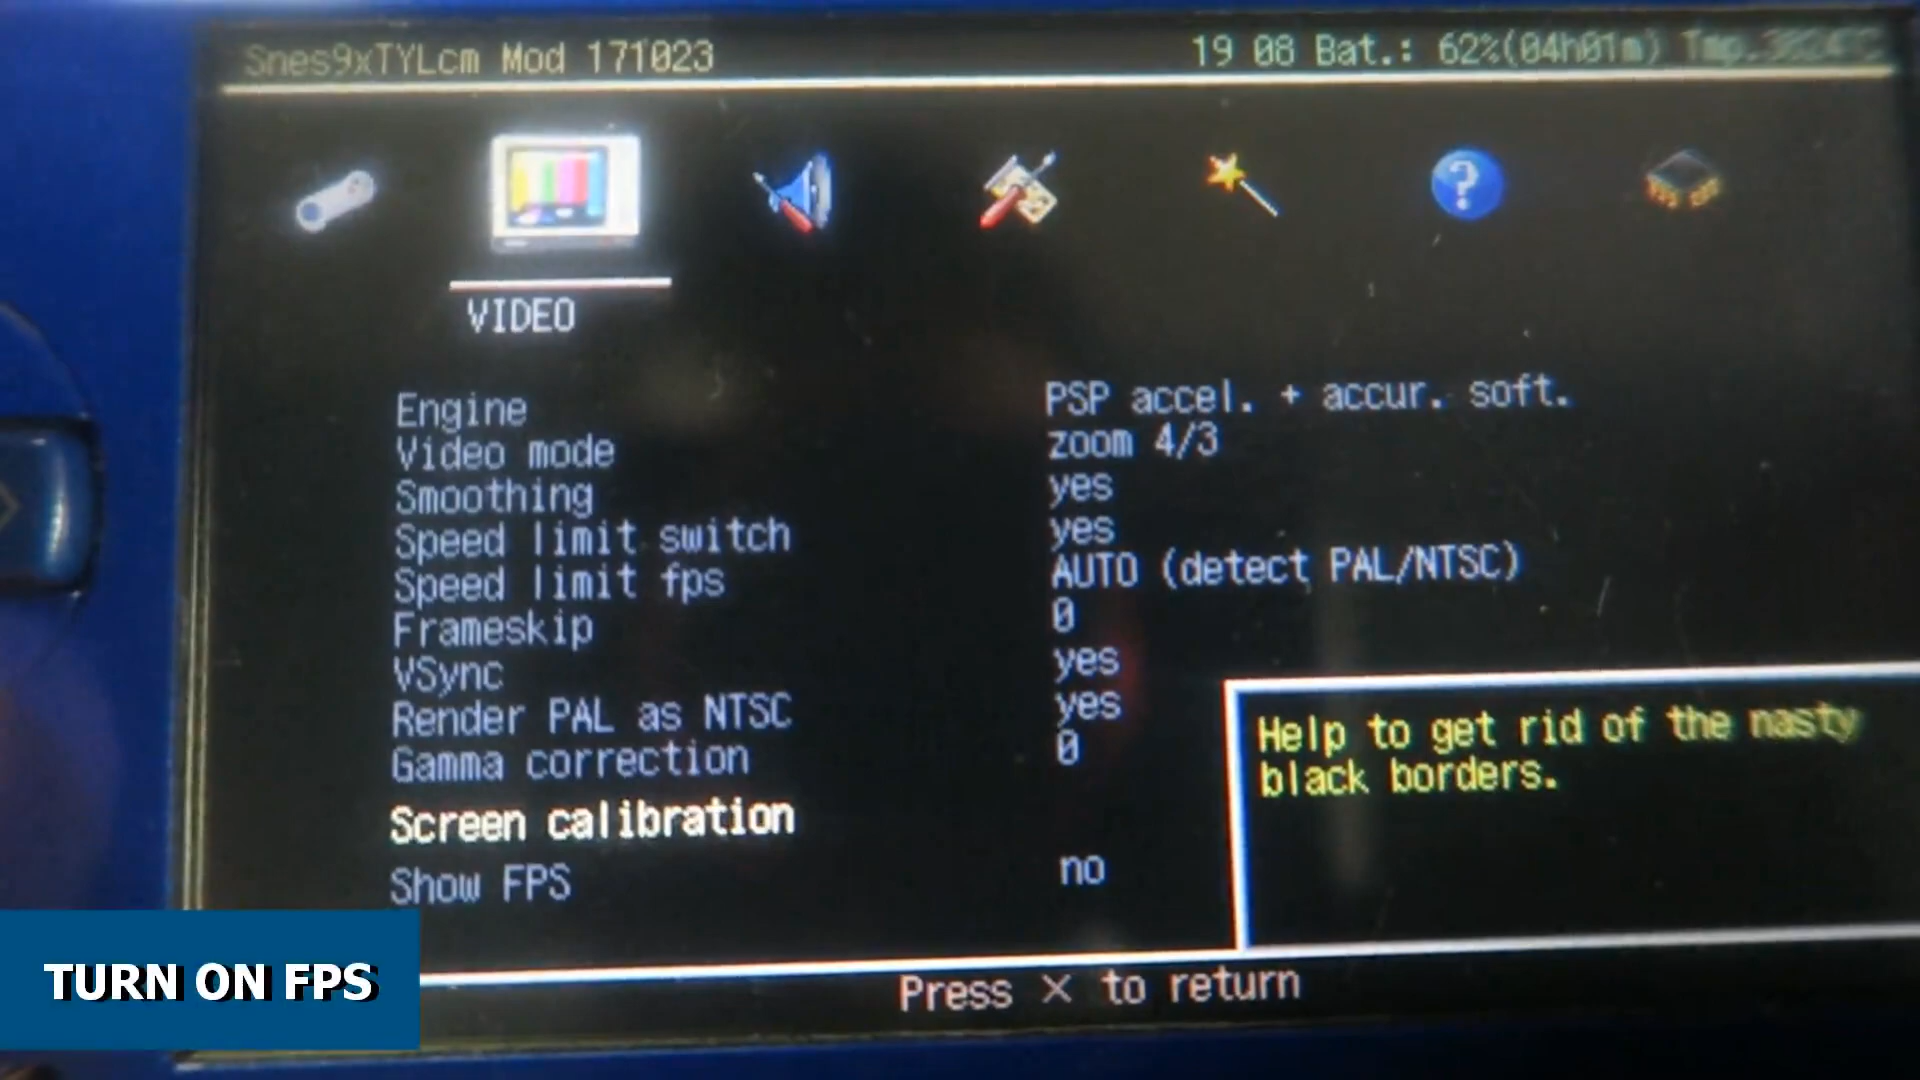 Snes9xTYLcm Mod 171023
19 08 Bat.: 62%(04h01m) Tmp.
VIDEO
Engine PSP accel. + accur. soft.
Video mode zoom 4/3
Smoothing yes
Speed limit switch yes
Speed limit fps AUTO (detect PAL/NTSC)
Frameskip 0
VSync yes
Render PAL as NTSC yes
Gamma correction 0
Screen calibration
Show FPS no
Help to get rid of the nasty
black borders.
Press × to return
TURN ON FPS